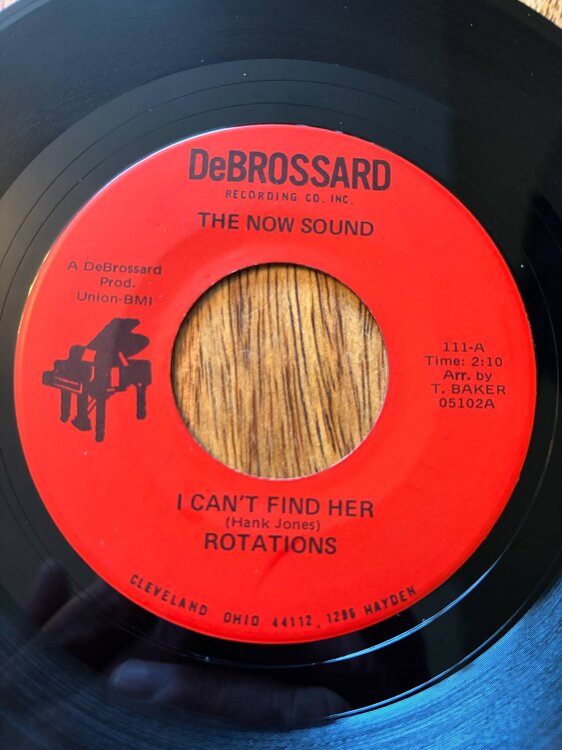 DeBROSSARD
RECORDING CO. INC.
THE NOW SOUND
A DeBrossard
Prod.
Union-BMI
111-A
Time: 2:10
Arr. by
T. BAKER
05102A
I CAN'T FIND HER
(Hank Jones)
ROTATIONS
CLEVELAND OHIO 44112, 1296 HAYDEN